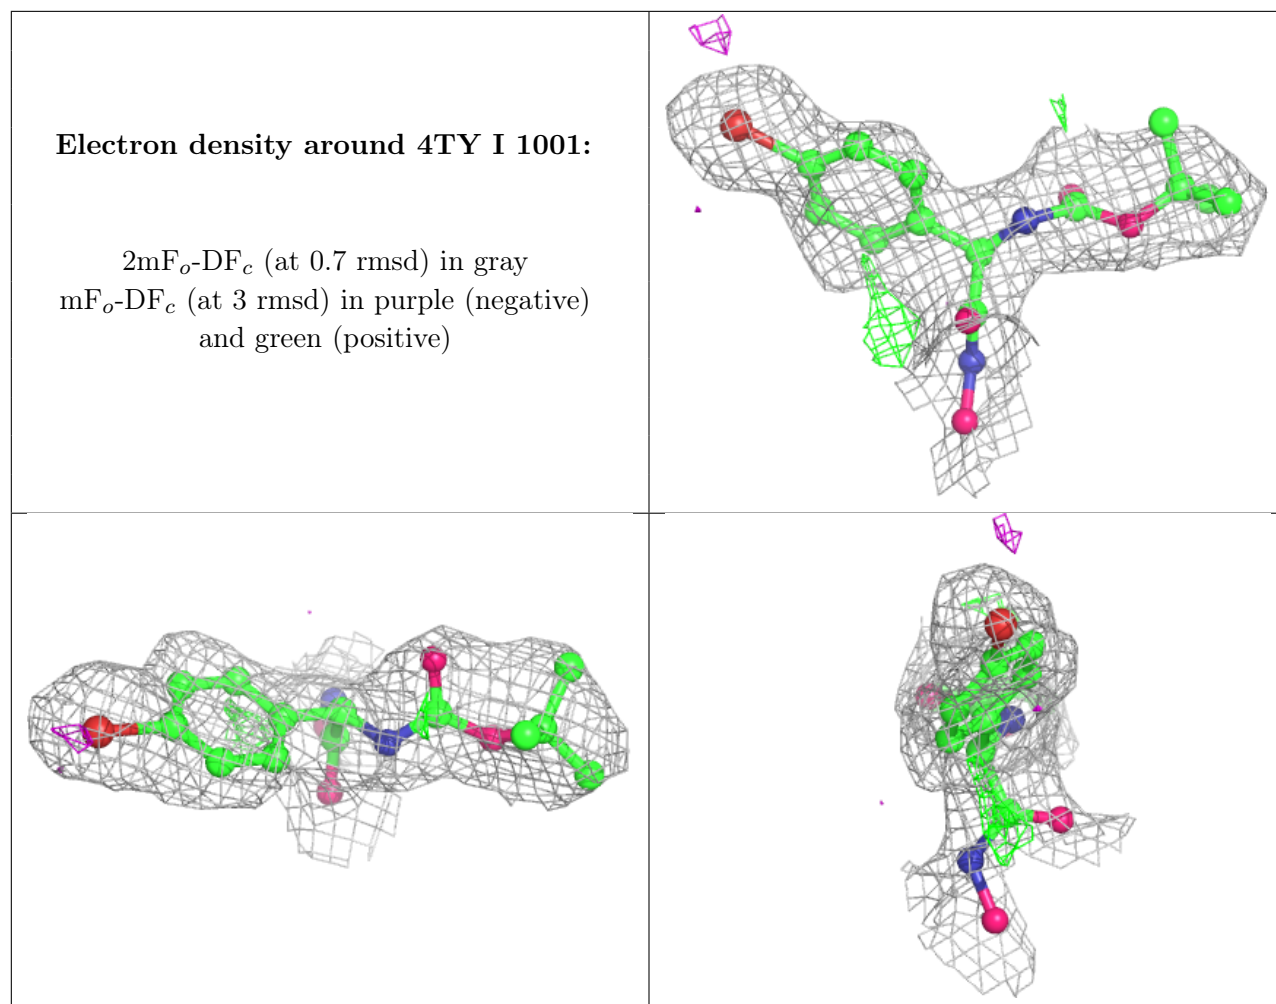 Electron density around 4TY I 1001:
2mFₒ-DF𝒸 (at 0.7 rmsd) in gray
mFₒ-DF𝒸 (at 3 rmsd) in purple (negative)
and green (positive)